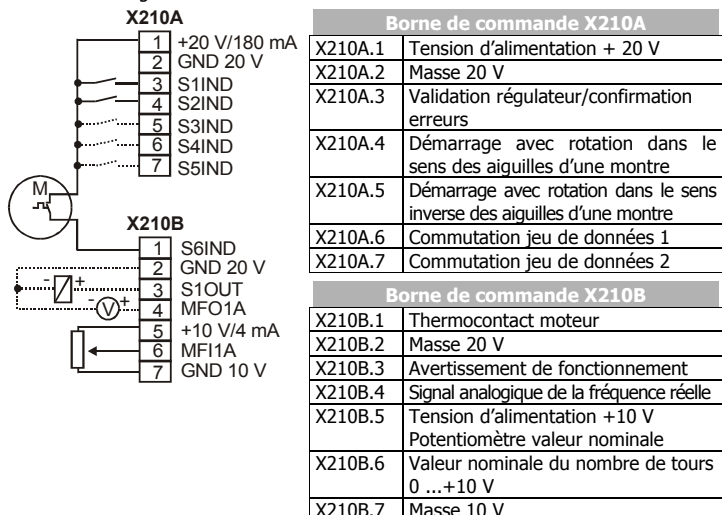 X210A
1 +20 V/180 mA
2 GND 20 V
3 S1IND
4 S2IND
5 S3IND
6 S4IND
7 S5IND
M
X210B
1 S6IND
2 GND 20 V
3 S1OUT
4 MFO1A
5 +10 V/4 mA
6 MFI1A
7 GND 10 V
- +
- V +
Borne de commande X210A
X210A.1 Tension d’alimentation + 20 V
X210A.2 Masse 20 V
X210A.3 Validation régulateur/confirmation
erreurs
X210A.4 Démarrage avec rotation dans le
sens des aiguilles d’une montre
X210A.5 Démarrage avec rotation dans le sens
inverse des aiguilles d’une montre
X210A.6 Commutation jeu de données 1
X210A.7 Commutation jeu de données 2
Borne de commande X210B
X210B.1 Thermocontact moteur
X210B.2 Masse 20 V
X210B.3 Avertissement de fonctionnement
X210B.4 Signal analogique de la fréquence réelle
X210B.5 Tension d’alimentation +10 V
Potentiomètre valeur nominale
X210B.6 Valeur nominale du nombre de tours
0 ...+10 V
X210B.7 Masse 10 V